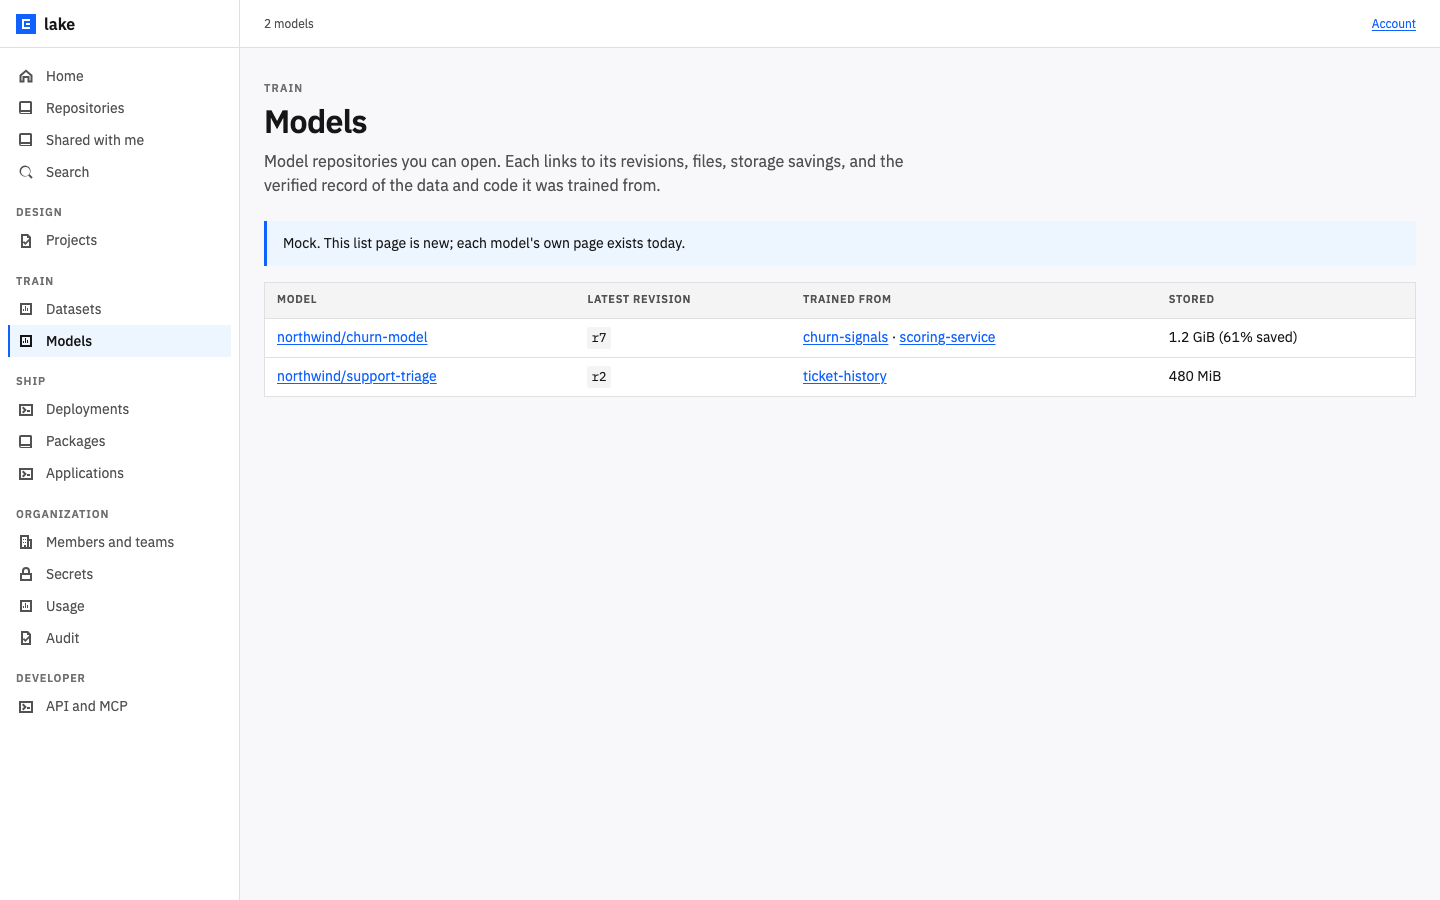 lake
2 models
Account
Home
Repositories
Shared with me
Search
DESIGN
Projects
TRAIN
Datasets
Models
SHIP
Deployments
Packages
Applications
ORGANIZATION
Members and teams
Secrets
Usage
Audit
DEVELOPER
API and MCP
TRAIN
Models
Model repositories you can open. Each links to its revisions, files, storage savings, and the
verified record of the data and code it was trained from.
Mock. This list page is new; each model's own page exists today.
MODEL LATEST REVISION TRAINED FROM STORED
northwind/churn-model r7 churn-signals · scoring-service 1.2 GiB (61% saved)
northwind/support-triage r2 ticket-history 480 MiB